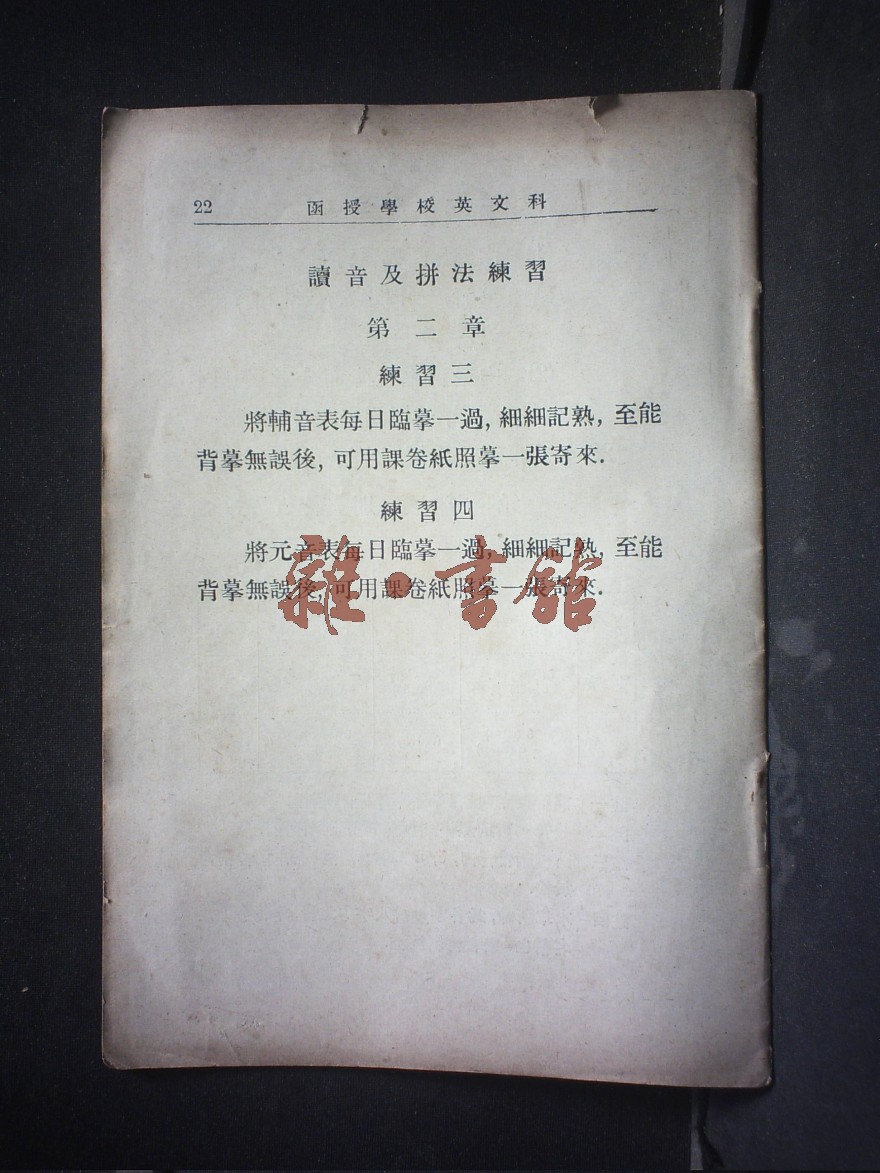 22 函授學校英文科
讀音及拼法練習
第二章
練習三
將輔音表每日臨摹一過, 細細記熟, 至能
背摹無誤後, 可用課卷紙照摹一張寄來.
練習四
將元音表每日臨摹一過, 細細記熟, 至能
背摹無誤後, 可用課卷紙照摹一張寄來.
雜·書館